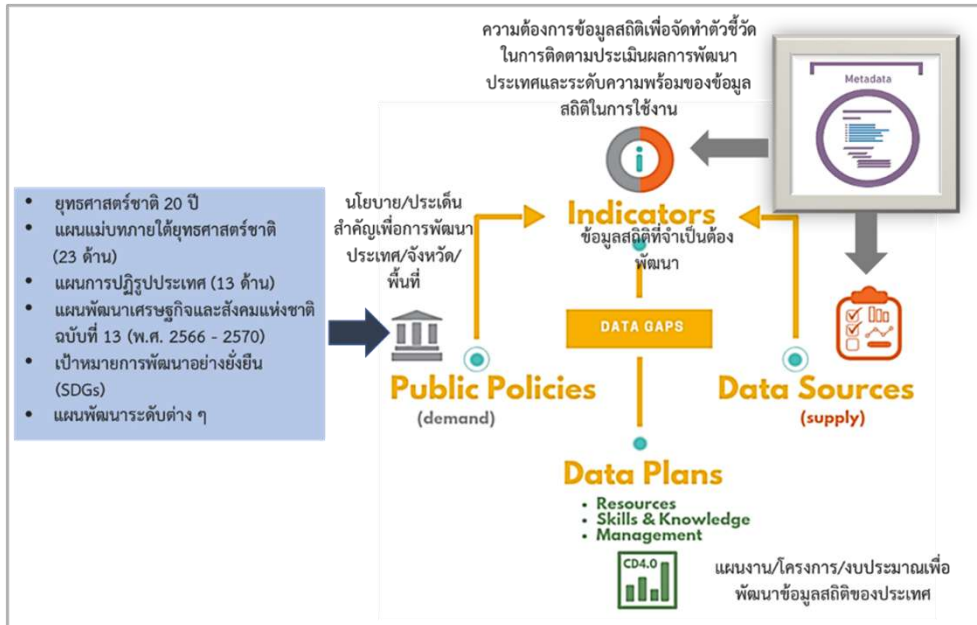 ความต้องการข้อมูลสถิติเพื่อจัดทำตัวชี้วัด
ในการติดตามประเมินผลการพัฒนา
ประเทศและระดับความพร้อมของข้อมูล
สถิติในการใช้งาน
Metadata
• ยุทธศาสตร์ชาติ 20 ปี
• แผนแม่บทภายใต้ยุทธศาสตร์ชาติ
(23 ด้าน)
• แผนการปฏิรูปประเทศ (13 ด้าน)
• แผนพัฒนาเศรษฐกิจและสังคมแห่งชาติ
ฉบับที่ 13 (พ.ศ. 2566 - 2570)
• เป้าหมายการพัฒนาอย่างยั่งยืน
(SDGs)
• แผนพัฒนาระดับต่าง ๆ
นโยบาย/ประเด็น
สำคัญเพื่อการพัฒนา
ประเทศ/จังหวัด/
พื้นที่
i
Indicators
ข้อมูลสถิติที่จำเป็นต้อง
พัฒนา
DATA GAPS
Public Policies
(demand)
Data Sources
(supply)
Data Plans
• Resources
• Skills & Knowledge
• Management
CD4.0
แผนงาน/โครงการ/งบประมาณเพื่อ
พัฒนาข้อมูลสถิติของประเทศ